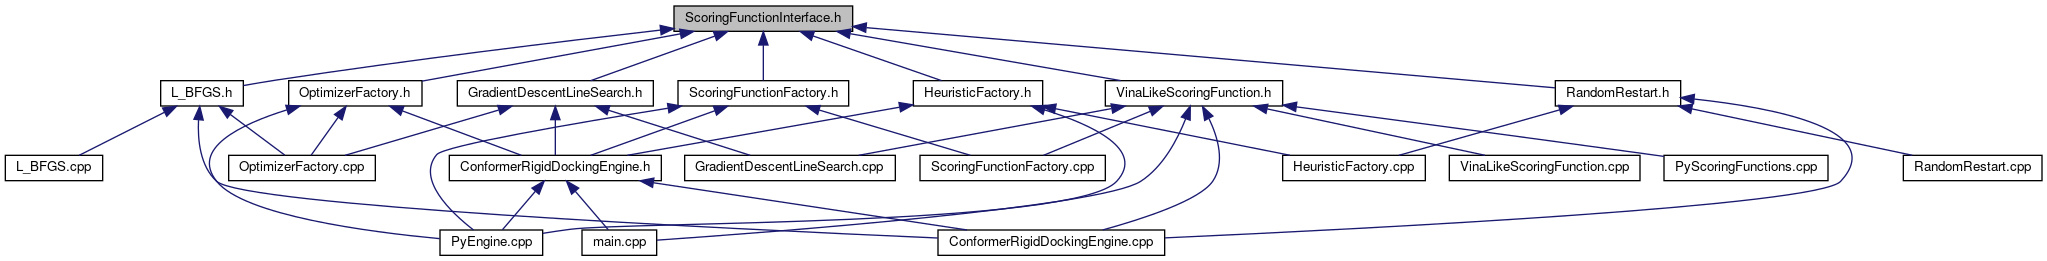 ScoringFunctionInterface.h
L_BFGS.h
OptimizerFactory.h
GradientDescentLineSearch.h
ScoringFunctionFactory.h
HeuristicFactory.h
VinaLikeScoringFunction.h
RandomRestart.h
L_BFGS.cpp
OptimizerFactory.cpp
ConformerRigidDockingEngine.h
GradientDescentLineSearch.cpp
ScoringFunctionFactory.cpp
HeuristicFactory.cpp
VinaLikeScoringFunction.cpp
PyScoringFunctions.cpp
RandomRestart.cpp
PyEngine.cpp
main.cpp
ConformerRigidDockingEngine.cpp